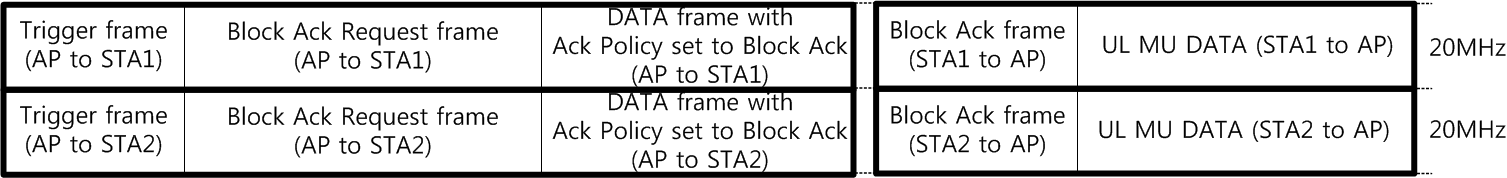 Trigger frame
(AP to STA1)
Block Ack Request frame
(AP to STA1)
DATA frame with
Ack Policy set to Block Ack
(AP to STA1)
Block Ack frame
(STA1 to AP)
UL MU DATA (STA1 to AP)
20MHz
Trigger frame
(AP to STA2)
Block Ack Request frame
(AP to STA2)
DATA frame with
Ack Policy set to Block Ack
(AP to STA2)
Block Ack frame
(STA2 to AP)
UL MU DATA (STA2 to AP)
20MHz